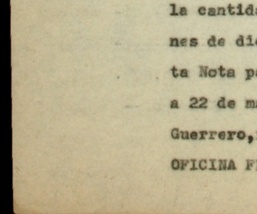 la cantid
nes de di
ta Nota p
a 22 de m
Guerrero,
OFICINA F